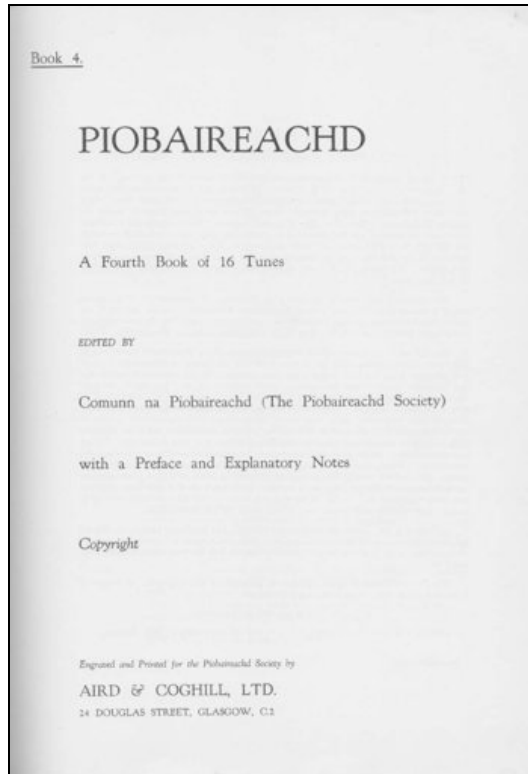 Book 4.
PIOBAIREACHD
A Fourth Book of 16 Tunes
EDITED BY
Comunn na Piobaireachd (The Piobaireachd Society)
with a Preface and Explanatory Notes
Copyright
Engraved and Printed for the Piobaireachd Society by
AIRD & COGHILL, LTD.
24 DOUGLAS STREET, GLASGOW, C.2